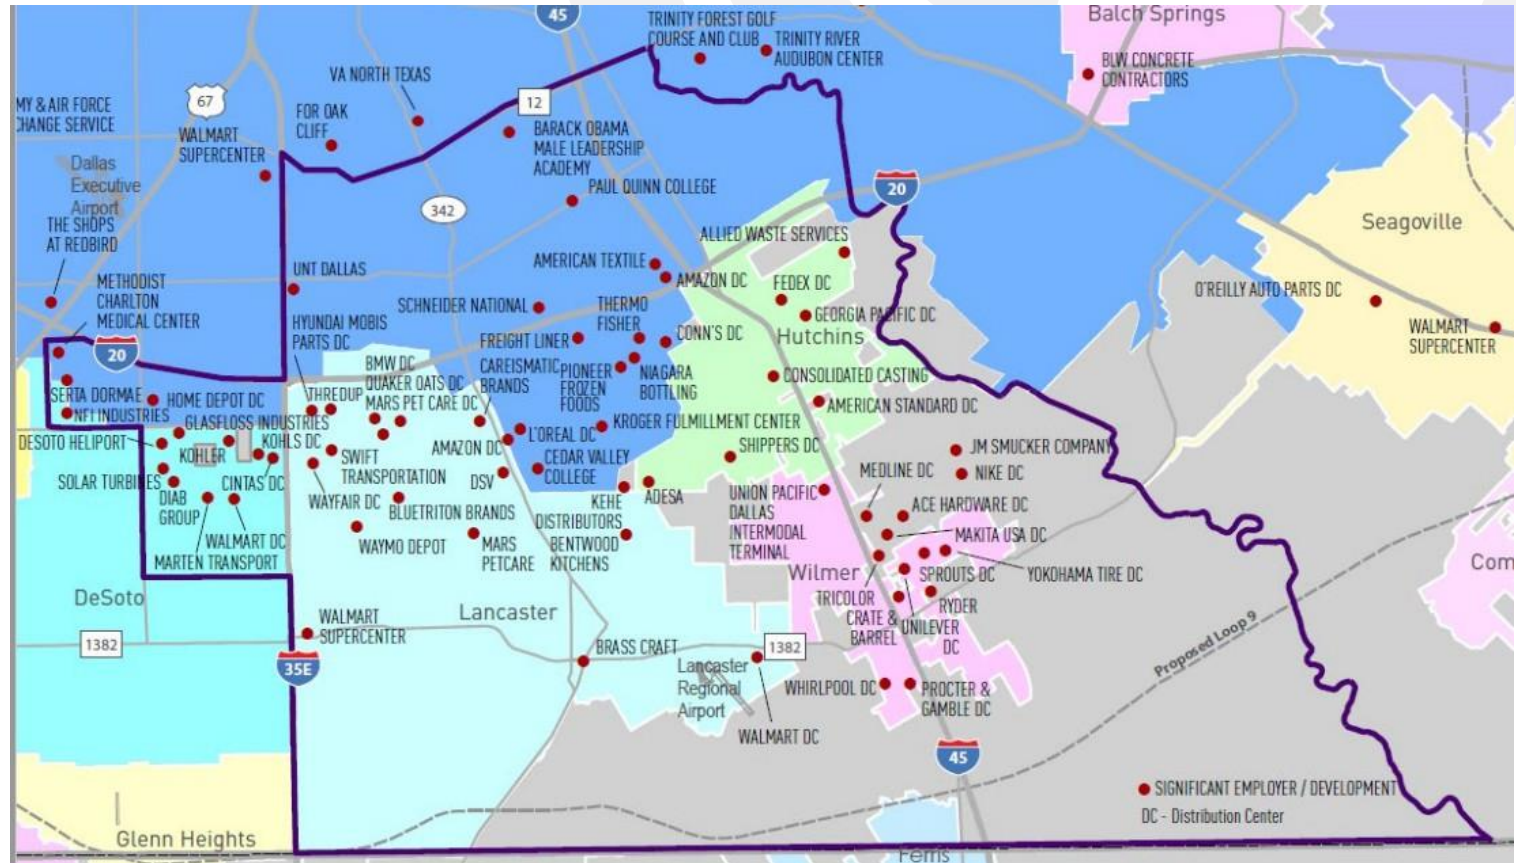 45
TRINITY FOREST GOLF
COURSE AND CLUB
TRINITY RIVER
AUDUBON CENTER
Balch Springs
BLW CONCRETE
CONTRACTORS
VA NORTH TEXAS
67
MY & AIR FORCE
CHANGE SERVICE
FOR OAK
CLIFF
12
WALMART
SUPERCENTER
BARACK OBAMA
MALE LEADERSHIP
ACADEMY
Dallas
Executive
Airport
PAUL QUINN COLLEGE
20
342
THE SHOPS
AT REDBIRD
Seagoville
ALLIED WASTE SERVICES
UNT DALLAS
AMERICAN TEXTILE
AMAZON DC
FEDEX DC
METHODIST
CHARLTON
MEDICAL CENTER
O'REILLY AUTO PARTS DC
SCHNEIDER NATIONAL
THERMO
FISHER
GEORGIA PACIFIC DC
HYUNDAI MOBIS
PARTS DC
WALMART
SUPERCENTER
FREIGHT LINER
CONN'S DC
Hutchins
20
BMW DC
QUAKER OATS DC
MARS PET CARE DC
CAREISMATIC
BRANDS
PIONEER
FROZEN
FOODS
NIAGARA
BOTTLING
CONSOLIDATED CASTING
SERTA DORMAE
HOME DEPOT DC
THREDUP
AMERICAN STANDARD DC
NFI INDUSTRIES
GLASFLOSS INDUSTRIES
KROGER FULMILLMENT CENTER
DESOTO HELIPORT
KOHLS DC
L'OREAL DC
AMAZON DC
SHIPPERS DC
JM SMUCKER COMPANY
KOHLER
SWIFT
TRANSPORTATION
CEDAR VALLEY
COLLEGE
MEDLINE DC
NIKE DC
SOLAR TURBINES
CINTAS DC
DSV
DIAB
GROUP
WAYFAIR DC
KEHE
DISTRIBUTORS
ADESA
UNION PACIFIC
DALLAS
INTERMODAL
TERMINAL
ACE HARDWARE DC
BLUETRITON BRANDS
MAKITA USA DC
WALMART DC
MARTEN TRANSPORT
WAYMO DEPOT
MARS
PETCARE
BENTWOOD
KITCHENS
Wilmer
SPROUTS DC
YOKOHAMA TIRE DC
Com
DeSoto
Lancaster
TRICOLOR
RYDER
WALMART
SUPERCENTER
CRATE &
BARREL
UNILEVER
DC
1382
BRASS CRAFT
1382
Proposed Loop 9
35E
Lancaster
Regional
Airport
WHIRLPOOL DC
PROCTER &
GAMBLE DC
WALMART DC
45
SIGNIFICANT EMPLOYER / DEVELOPMENT
DC - Distribution Center
Glenn Heights
Ferris